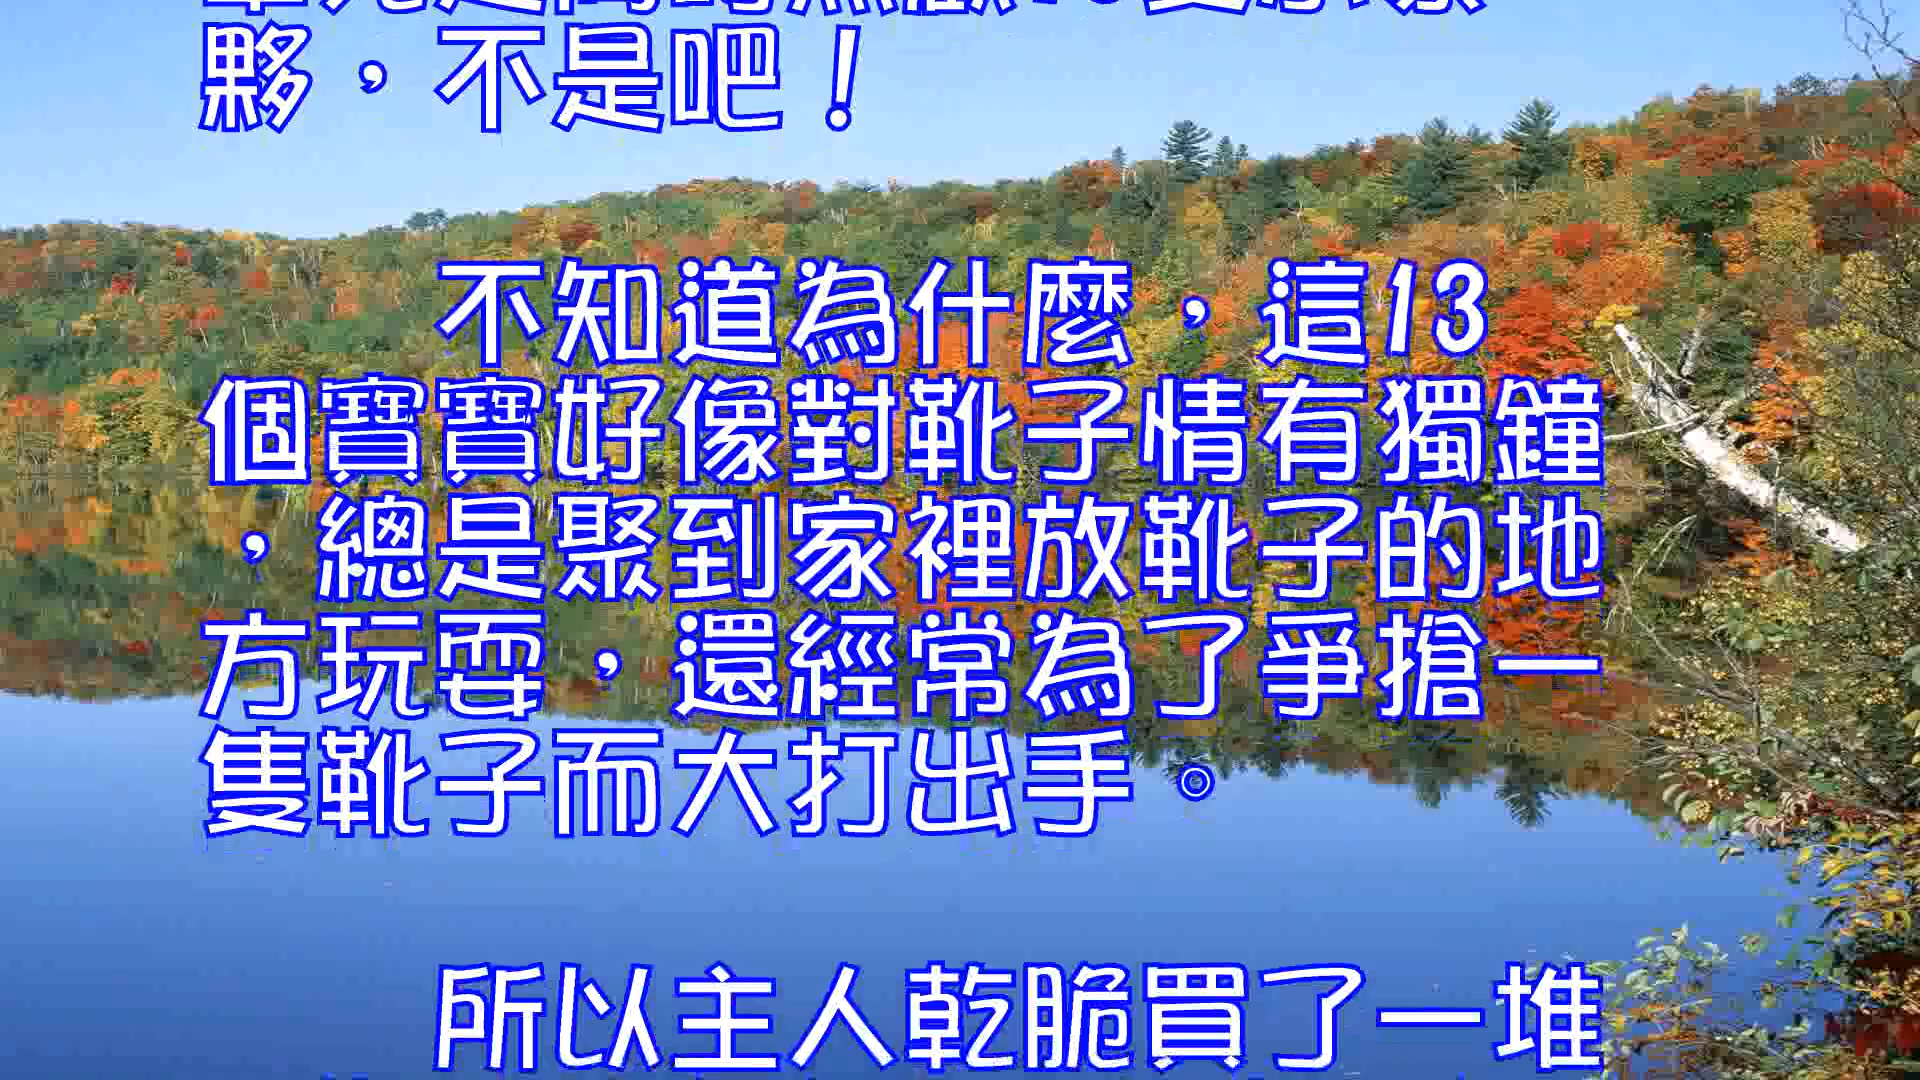 夥，不是吧！
不知道為什麼，這13
個寶寶好像對靴子情有獨鐘
，總是聚到家裡放靴子的地
方玩耍，還經常為了爭搶一
隻靴子而大打出手。
所以主人乾脆買了一堆